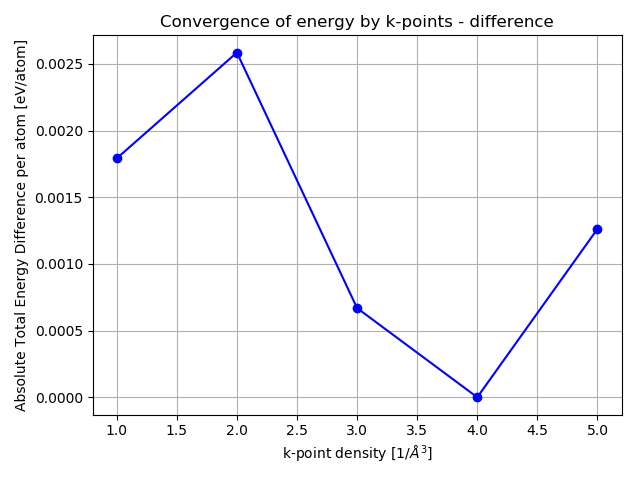 Convergence of energy by k-points - difference
Absolute Total Energy Difference per atom [eV/atom]
0.0025
0.0020
0.0015
0.0010
0.0005
0.0000
1.0 1.5 2.0 2.5 3.0 3.5 4.0 4.5 5.0
k-point density [1/Å³]